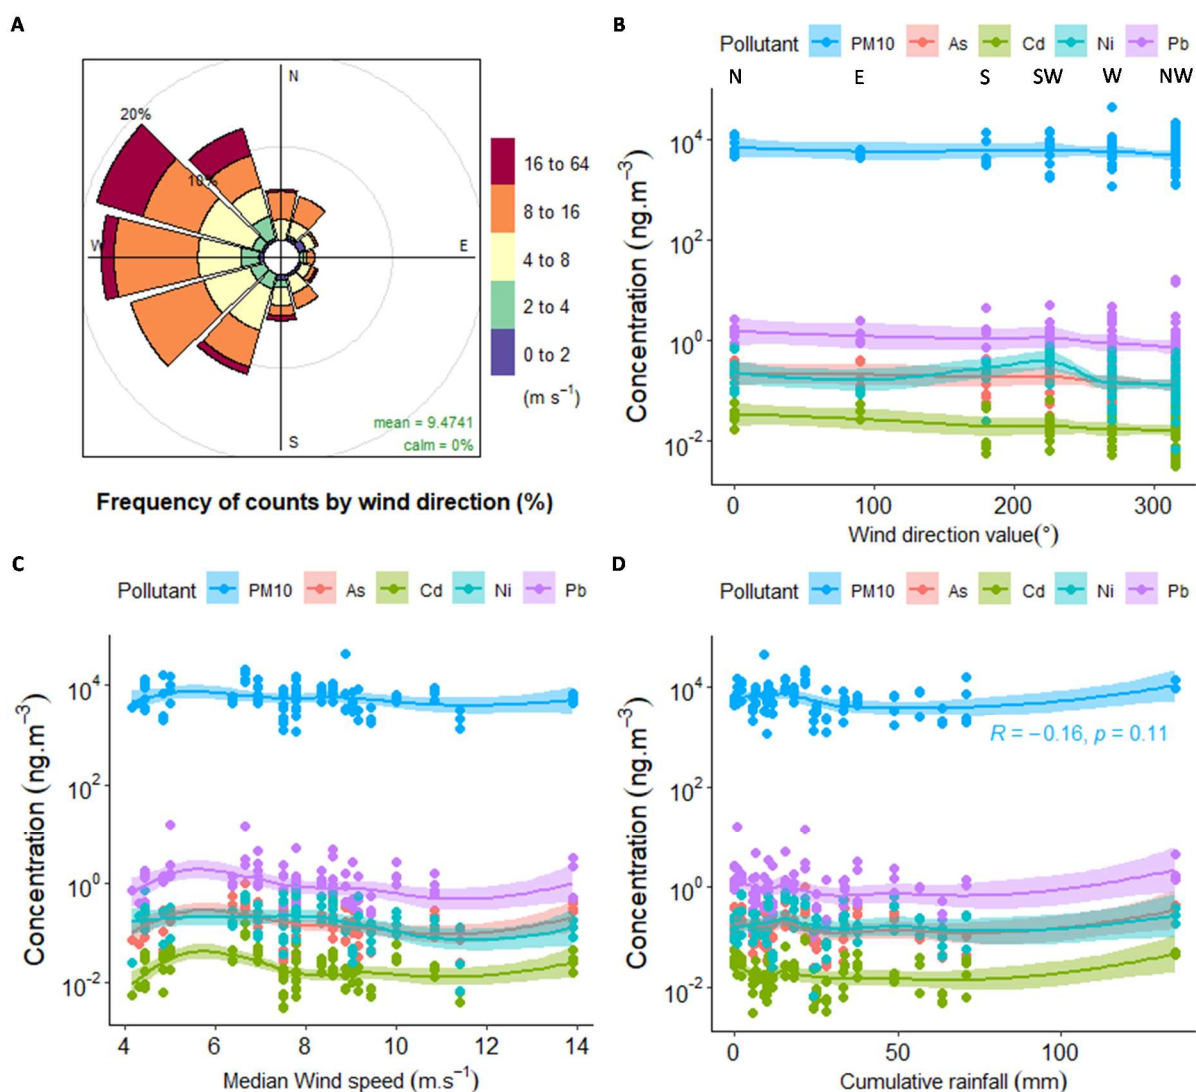 A
N
20%
10%
W
E
S
mean = 9.4741
calm = 0%
16 to 64
8 to 16
4 to 8
2 to 4
0 to 2
(m s⁻¹)
Frequency of counts by wind direction (%)
B
Pollutant PM10 As Cd Ni Pb
N E S SW W NW
Concentration (ng.m⁻³)
10⁴
10²
10⁰
10⁻²
0 100 200 300
Wind direction value(°)
C
Pollutant PM10 As Cd Ni Pb
Concentration (ng.m⁻³)
10⁴
10²
10⁰
10⁻²
4 6 8 10 12 14
Median Wind speed (m.s⁻¹)
D
Pollutant PM10 As Cd Ni Pb
Concentration (ng.m⁻³)
10⁴
10²
10⁰
10⁻²
R = −0.16, p = 0.11
0 50 100
Cumulative rainfall (mm)